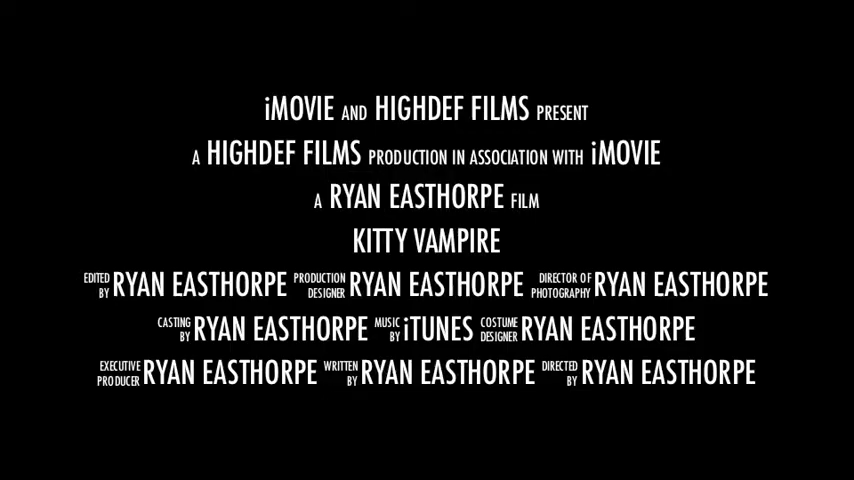 iMOVIE AND HIGHDEF FILMS PRESENT
A HIGHDEF FILMS PRODUCTION IN ASSOCIATION WITH iMOVIE
A RYAN EASTHORPE FILM
KITTY VAMPIRE
EDITED BY RYAN EASTHORPE PRODUCTION DESIGNER RYAN EASTHORPE DIRECTOR OF PHOTOGRAPHY RYAN EASTHORPE
CASTING BY RYAN EASTHORPE MUSIC BY iTUNES COSTUME DESIGNER RYAN EASTHORPE
EXECUTIVE PRODUCER RYAN EASTHORPE WRITTEN BY RYAN EASTHORPE DIRECTED BY RYAN EASTHORPE